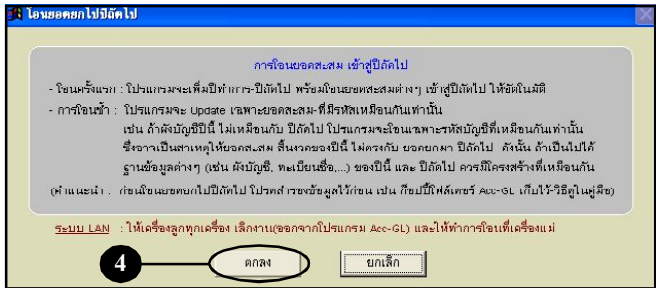 โอนยอดยกไปปีถัดไป
การโอนยอดสะสม เข้าสู่ปีถัดไป
- โอนครั้งแรก : โปรแกรมจะเพิ่มปีทำการ-ปีถัดไป พร้อมโอนยอดสะสมต่างๆ เข้าสู่ปีถัดไป ให้อัตโนมัติ
- การโอนซ้ำ : โปรแกรมจะ Update เฉพาะยอดสะสม-ที่มีรหัสเหมือนกันเท่านั้น
เช่น ถ้าผังบัญชีปีนี้ ไม่เหมือนกับ ปีถัดไป โปรแกรมจะโอนเฉพาะรหัสบัญชีที่เหมือนกันเท่านั้น
ซึ่งอาจเป็นสาเหตุให้ยอดสะสม สิ้นงวดของปีนี้ ไม่ตรงกับ ยอดยกมา ปีถัดไป ดังนั้น ถ้าเป็นไปได้
ฐานข้อมูลต่างๆ (เช่น ผังบัญชี, ทะเบียนชื่อ,...) ของปีนี้ และ ปีถัดไป ควรมีโครงสร้างที่เหมือนกัน
(คำแนะนำ : ก่อนโอนยอดยกไปปีถัดไป โปรดสำรองข้อมูลไว้ก่อน เช่น ก๊อปปี้โฟล์เดอร์ Acc-GL เก็บไว้-วิธีดูในคู่มือ)
ระบบ LAN : ให้เครื่องลูกทุกเครื่อง เลิกงาน(ออกจากโปรแกรม Acc-GL) และให้ทำการโอนที่เครื่องแม่
4 ตกลง ยกเลิก